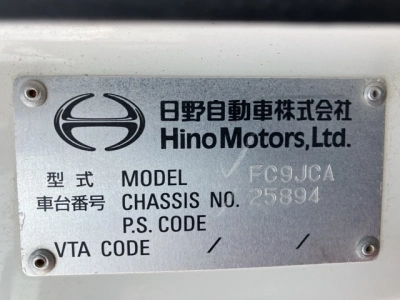 日野自動車株式会社
Hino Motors, Ltd.
型式 MODEL FC9JCA
車台番号 CHASSIS NO. 25894
P.S. CODE
VTA CODE / /